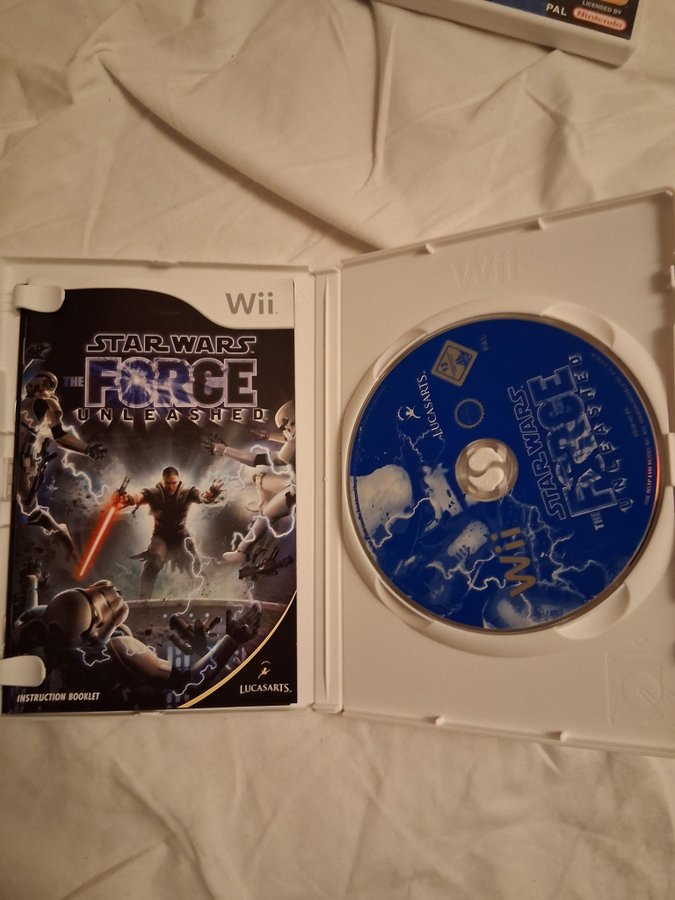 LICENSED BY
PAL
Nintendo
Wii
STAR WARS
THE FORCE
UNLEASHED
INSTRUCTION BOOKLET
LUCASARTS
Wii
PAL
LUCASARTS
STAR WARS
THE FORCE
UNLEASHED
Wii